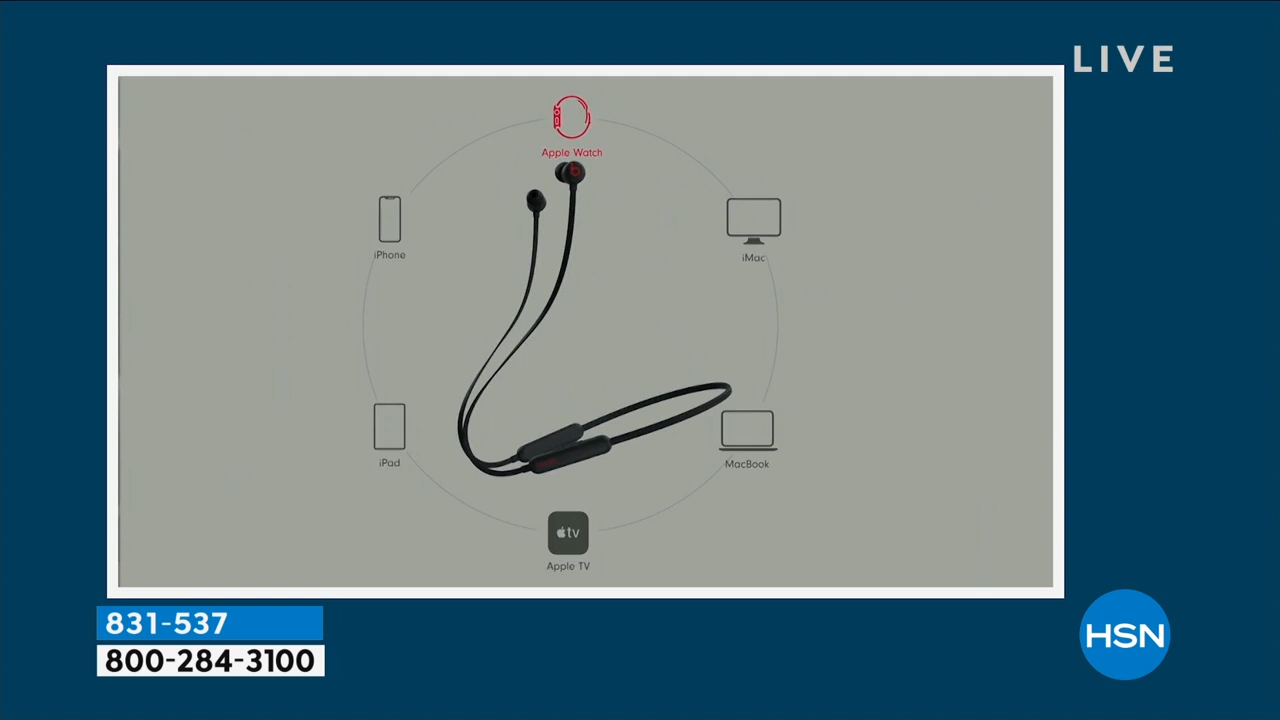 LIVE
Apple Watch
iPhone
iMac
iPad
MacBook
tv
Apple TV
831-537
800-284-3100
HSN